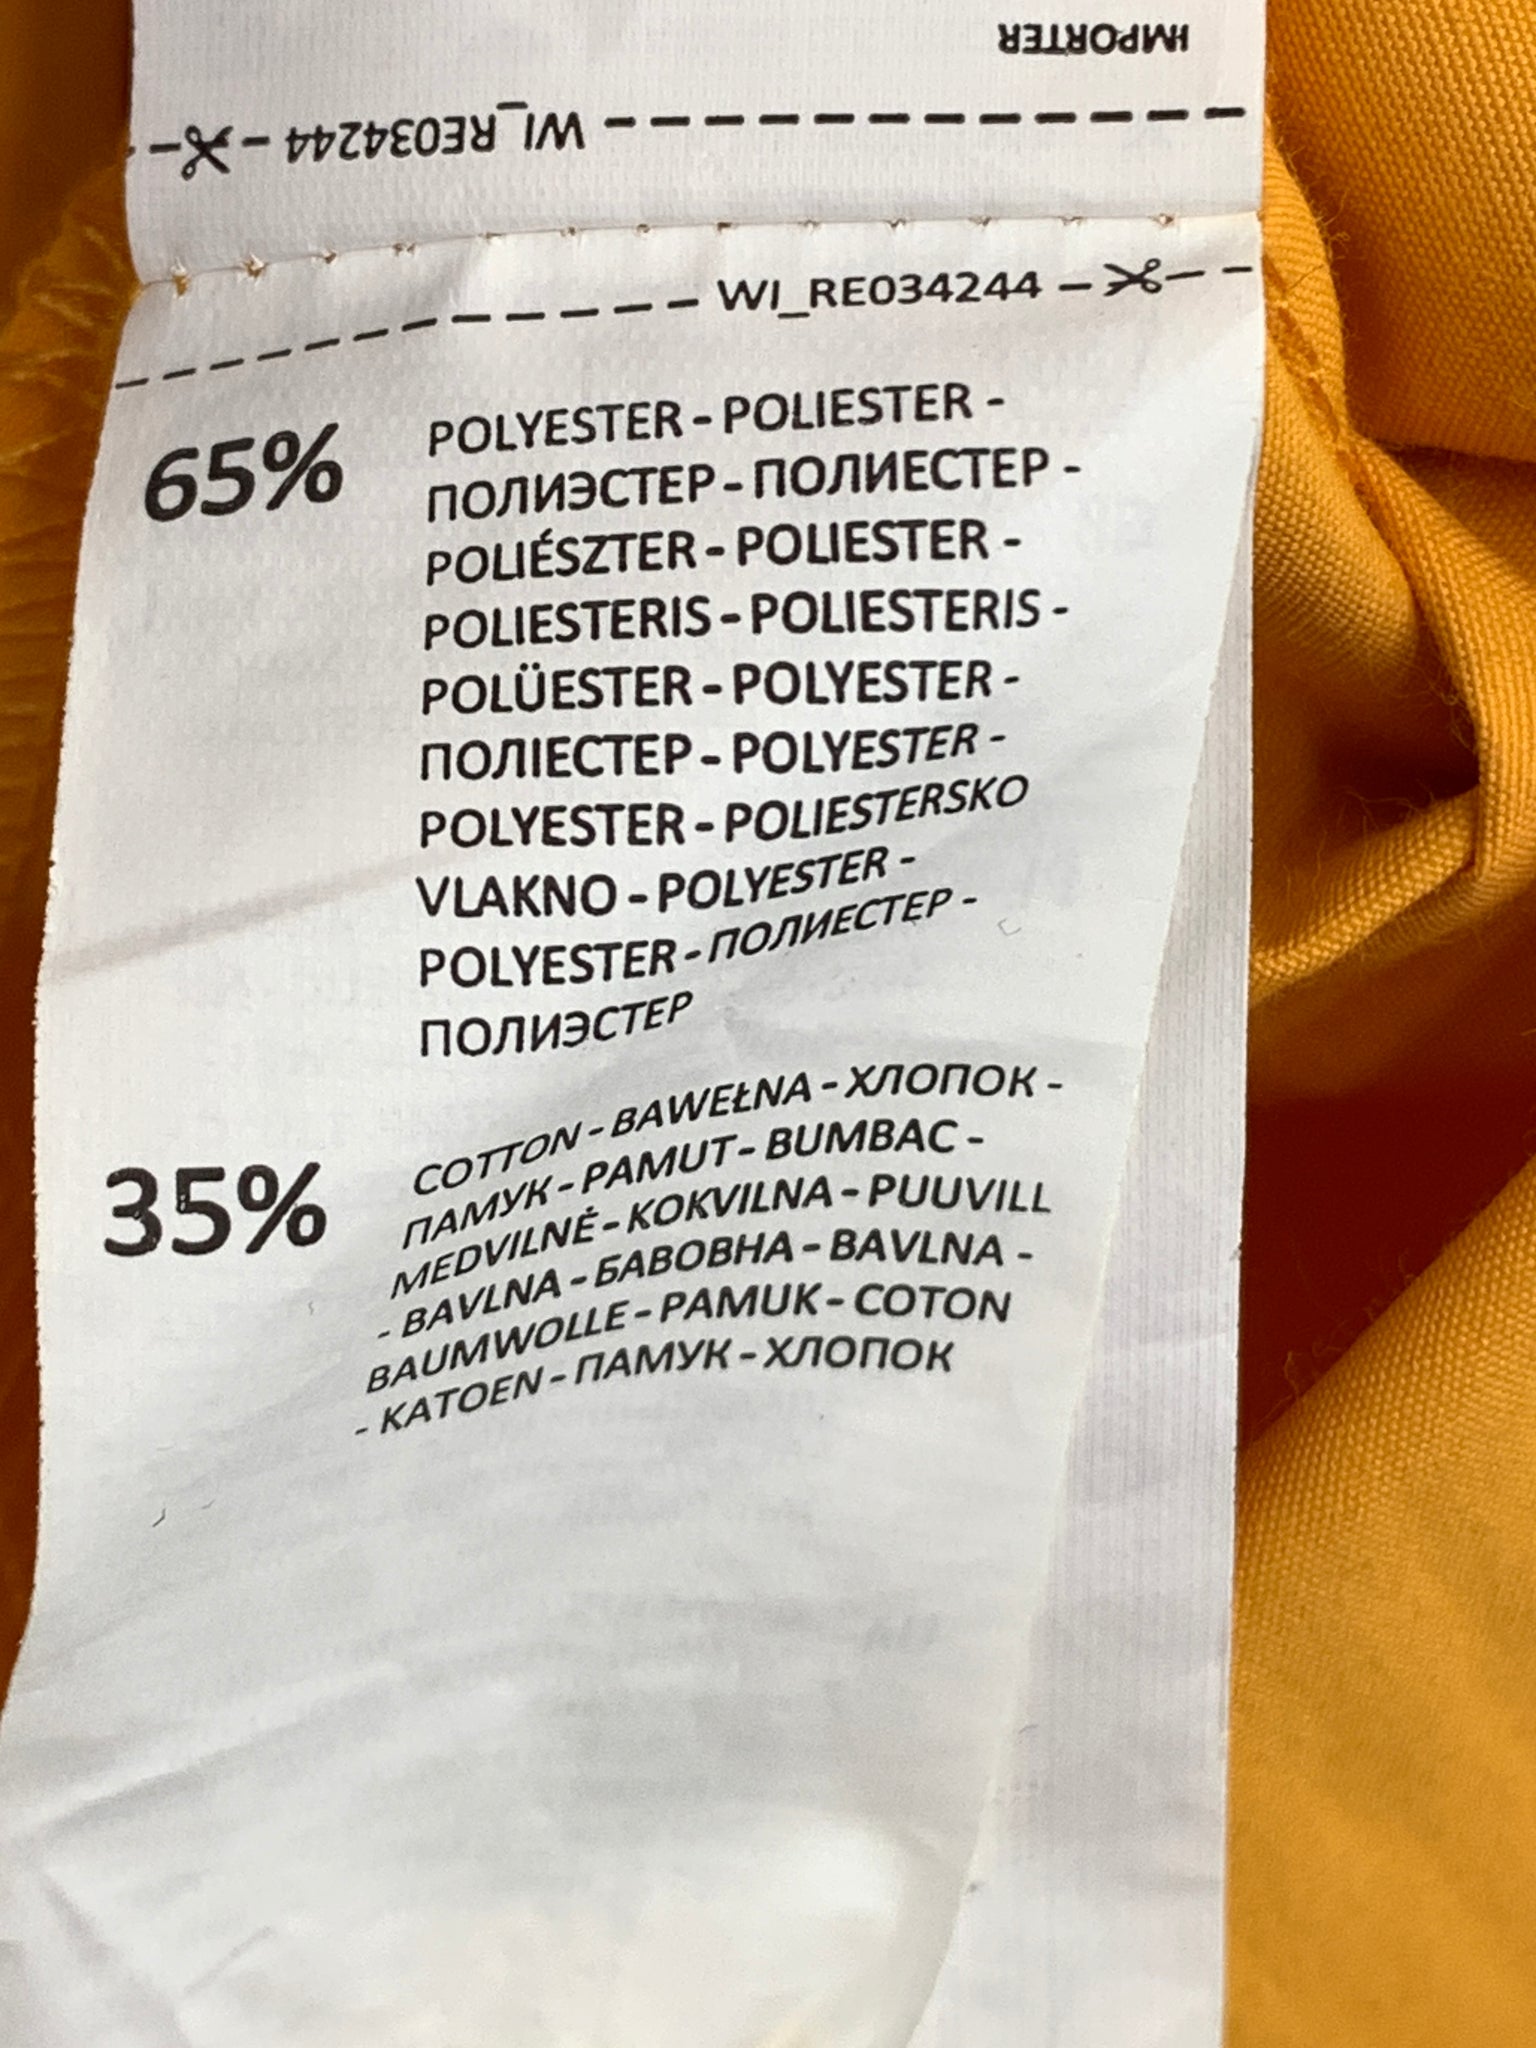 IMPORTER
WI_RE034244
WI_RE034244
65% POLYESTER - POLIESTER -
ПОЛИЭСТЕР - ПОЛИЕСТЕР -
POLIÉSZTER - POLIESTER -
POLIESTERIS - POLIESTERIS -
POLÜESTER - POLYESTER -
ПОЛІЕСТЕР - POLYESTER -
POLYESTER - POLIESTERSKO
VLAKNO - POLYESTER -
POLYESTER - ПОЛИЕСТЕР -
ПОЛИЭСТЕР
35% COTTON - BAWEŁNA - ХЛОПОК -
ПАМУК - PAMUT - BUMBAC -
MEDVILNĖ - KOKVILNA - PUUVILL
- BAVLNA - БАВОВНА - BAVLNA -
BAUMWOLLE - PAMUK - COTON
- KATOEN - ПАМУК - ХЛОПОК